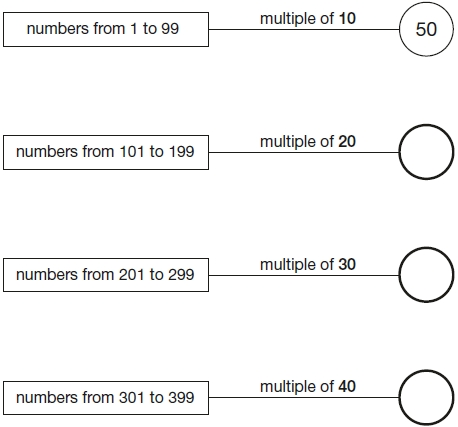 numbers from 1 to 99 multiple of 10 50
numbers from 101 to 199 multiple of 20
numbers from 201 to 299 multiple of 30
numbers from 301 to 399 multiple of 40